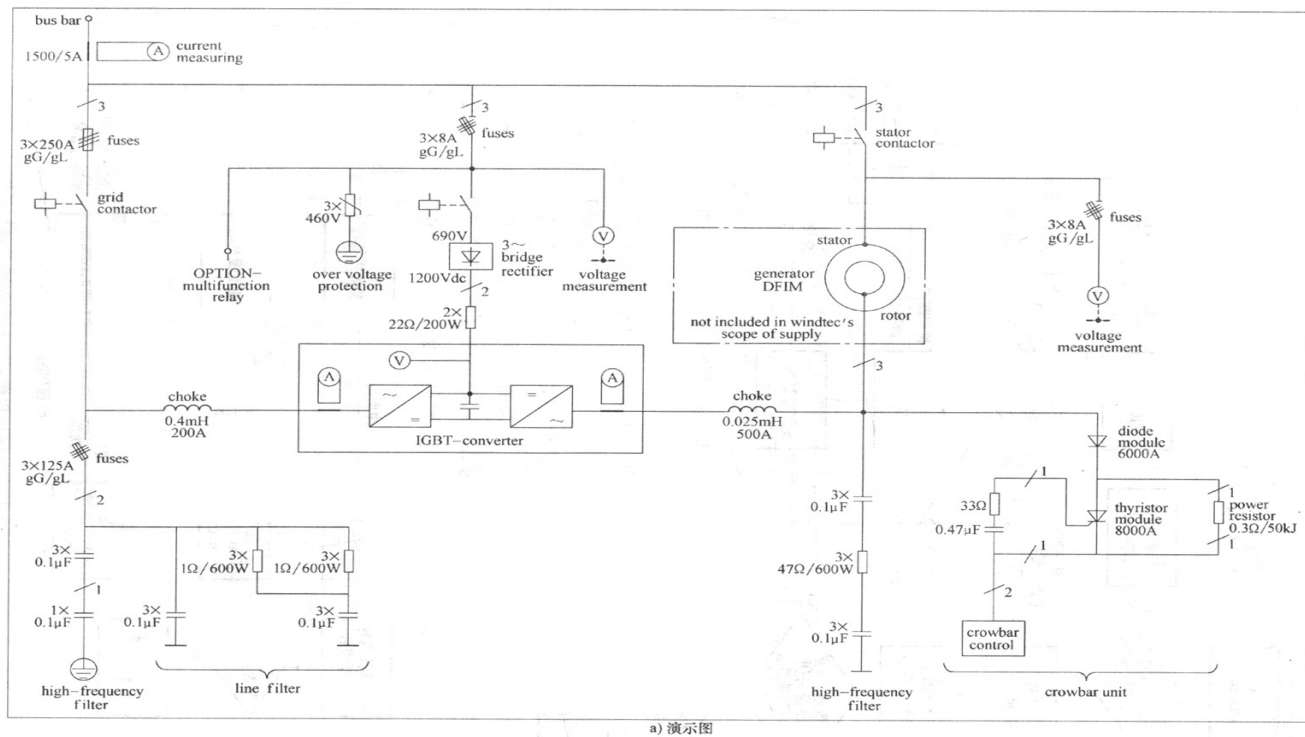 bus bar
1500/5A
A
current
measuring
3
3×250A
gG/gL
fuses
grid
contactor
3
3×8A
gG/gL
fuses
OPTION-
multifunction
relay
3×
460V
over voltage
protection
690V
1200Vdc
3~
bridge
rectifier
2
2×
22Ω/200W
V
voltage
measurement
3
stator
contactor
stator
generator
DFIM
rotor
not included in windtec's
scope of supply
3
3×8A
gG/gL
fuses
V
voltage
measurement
choke
0.4mH
200A
A
V
~
=
=
~
A
IGBT-converter
choke
0.025mH
500A
3×125A
gG/gL
fuses
2
3×
0.1μF
1
1×
0.1μF
high-frequency
filter
3×
0.1μF
3×
1Ω/600W
3×
1Ω/600W
3×
0.1μF
line filter
3×
0.1μF
3×
47Ω/600W
3×
0.1μF
high-frequency
filter
diode
module
6000A
1
33Ω
0.47μF
thyristor
module
8000A
1
power
resistor
0.3Ω/50kJ
1
1
2
crowbar
control
crowbar unit
a) 演示图